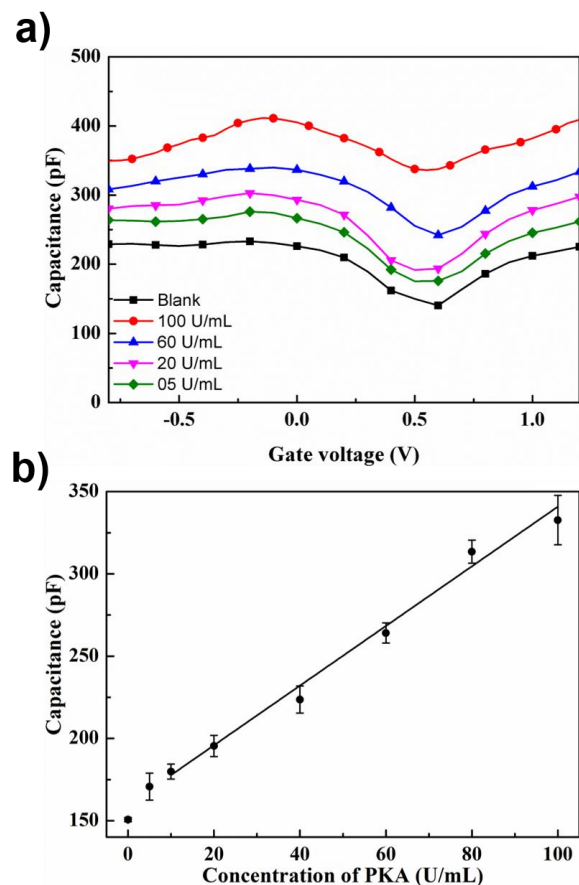 a)
500
400
300
200
100
0
Capacitance (pF)
Blank
100 U/mL
60 U/mL
20 U/mL
05 U/mL
-0.5 0.0 0.5 1.0
Gate voltage (V)
b)
350
300
250
200
150
Capacitance (pF)
0 20 40 60 80 100
Concentration of PKA (U/mL)